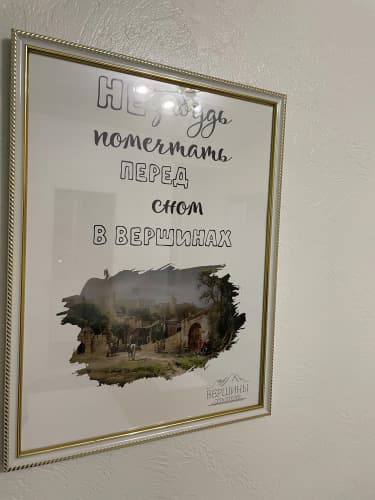 НЕ забудь
помечтать
ПЕРЕД
сном
В ВЕРШИНАХ
ВЕРШИНЫ